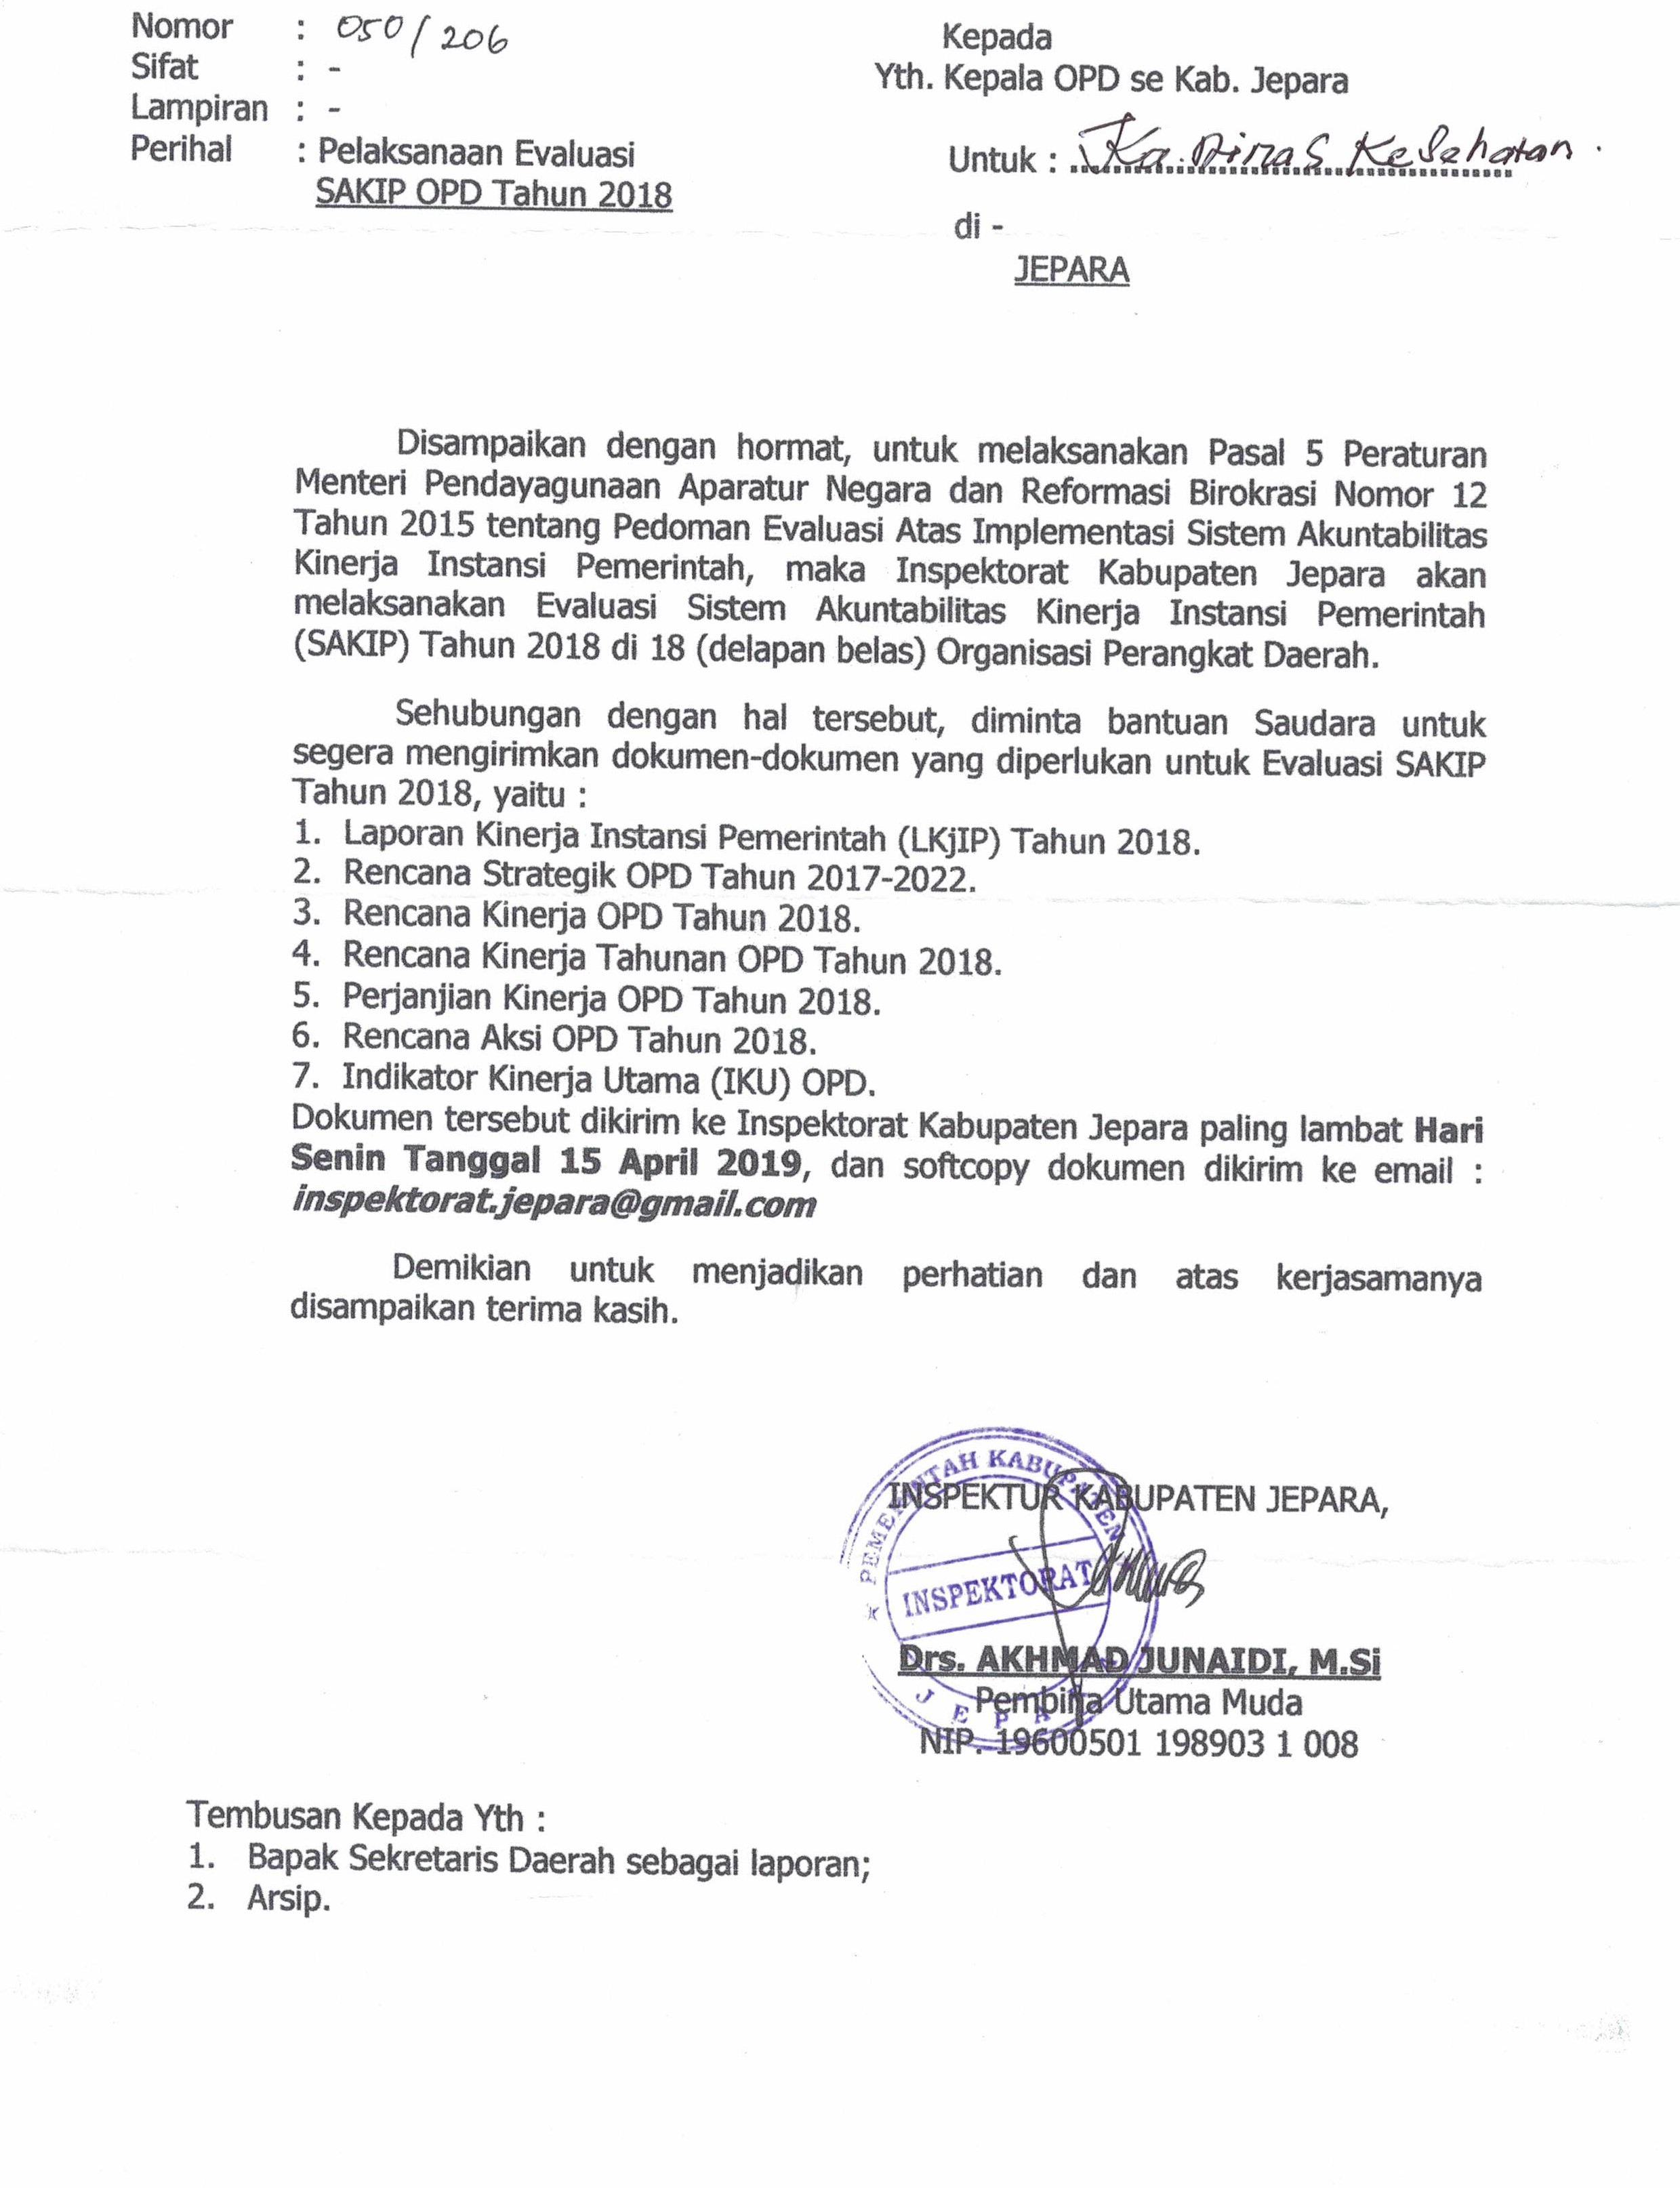 Nomor : 050/206
Sifat : -
Lampiran : -
Perihal : Pelaksanaan Evaluasi
SAKIP OPD Tahun 2018
Kepada
Yth. Kepala OPD se Kab. Jepara
Untuk : Ka. Dinas Kesehatan.
di -
JEPARA
Disampaikan dengan hormat, untuk melaksanakan Pasal 5 Peraturan
Menteri Pendayagunaan Aparatur Negara dan Reformasi Birokrasi Nomor 12
Tahun 2015 tentang Pedoman Evaluasi Atas Implementasi Sistem Akuntabilitas
Kinerja Instansi Pemerintah, maka Inspektorat Kabupaten Jepara akan
melaksanakan Evaluasi Sistem Akuntabilitas Kinerja Instansi Pemerintah
(SAKIP) Tahun 2018 di 18 (delapan belas) Organisasi Perangkat Daerah.
Sehubungan dengan hal tersebut, diminta bantuan Saudara untuk
segera mengirimkan dokumen-dokumen yang diperlukan untuk Evaluasi SAKIP
Tahun 2018, yaitu :
1. Laporan Kinerja Instansi Pemerintah (LKjIP) Tahun 2018.
2. Rencana Strategik OPD Tahun 2017-2022.
3. Rencana Kinerja OPD Tahun 2018.
4. Rencana Kinerja Tahunan OPD Tahun 2018.
5. Perjanjian Kinerja OPD Tahun 2018.
6. Rencana Aksi OPD Tahun 2018.
7. Indikator Kinerja Utama (IKU) OPD.
Dokumen tersebut dikirim ke Inspektorat Kabupaten Jepara paling lambat Hari
Senin Tanggal 15 April 2019, dan softcopy dokumen dikirim ke email :
inspektorat.jepara@gmail.com
Demikian untuk menjadikan perhatian dan atas kerjasamanya
disampaikan terima kasih.
INSPEKTUR KABUPATEN JEPARA,
PEMERINTAH KABUPATEN
INSPEKTORAT
JEPARA
Drs. AKHMAD JUNAIDI, M.Si
Pembina Utama Muda
NIP. 19600501 198903 1 008
Tembusan Kepada Yth :
1. Bapak Sekretaris Daerah sebagai laporan;
2. Arsip.